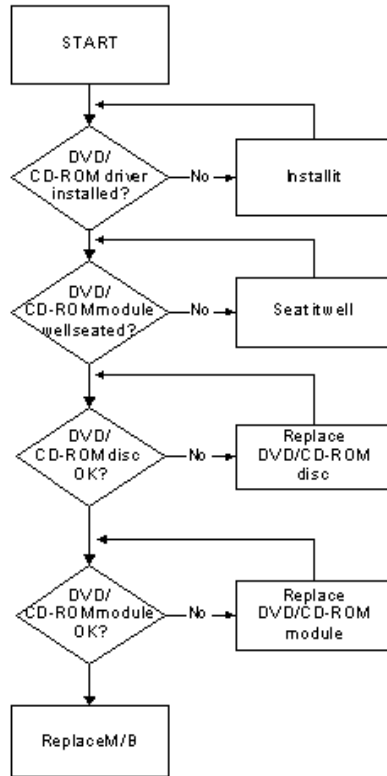 START
DVD/
CD-ROM driver
installed?
No
Installit
DVD/
CD-ROMmodule
wellseated?
No
Seatitwell
DVD/
CD-ROM disc
OK?
No
Replace
DVD/CD-ROM
disc
DVD/
CD-ROMmodule
OK?
No
Replace
DVD/CD-ROM
module
ReplaceM/B